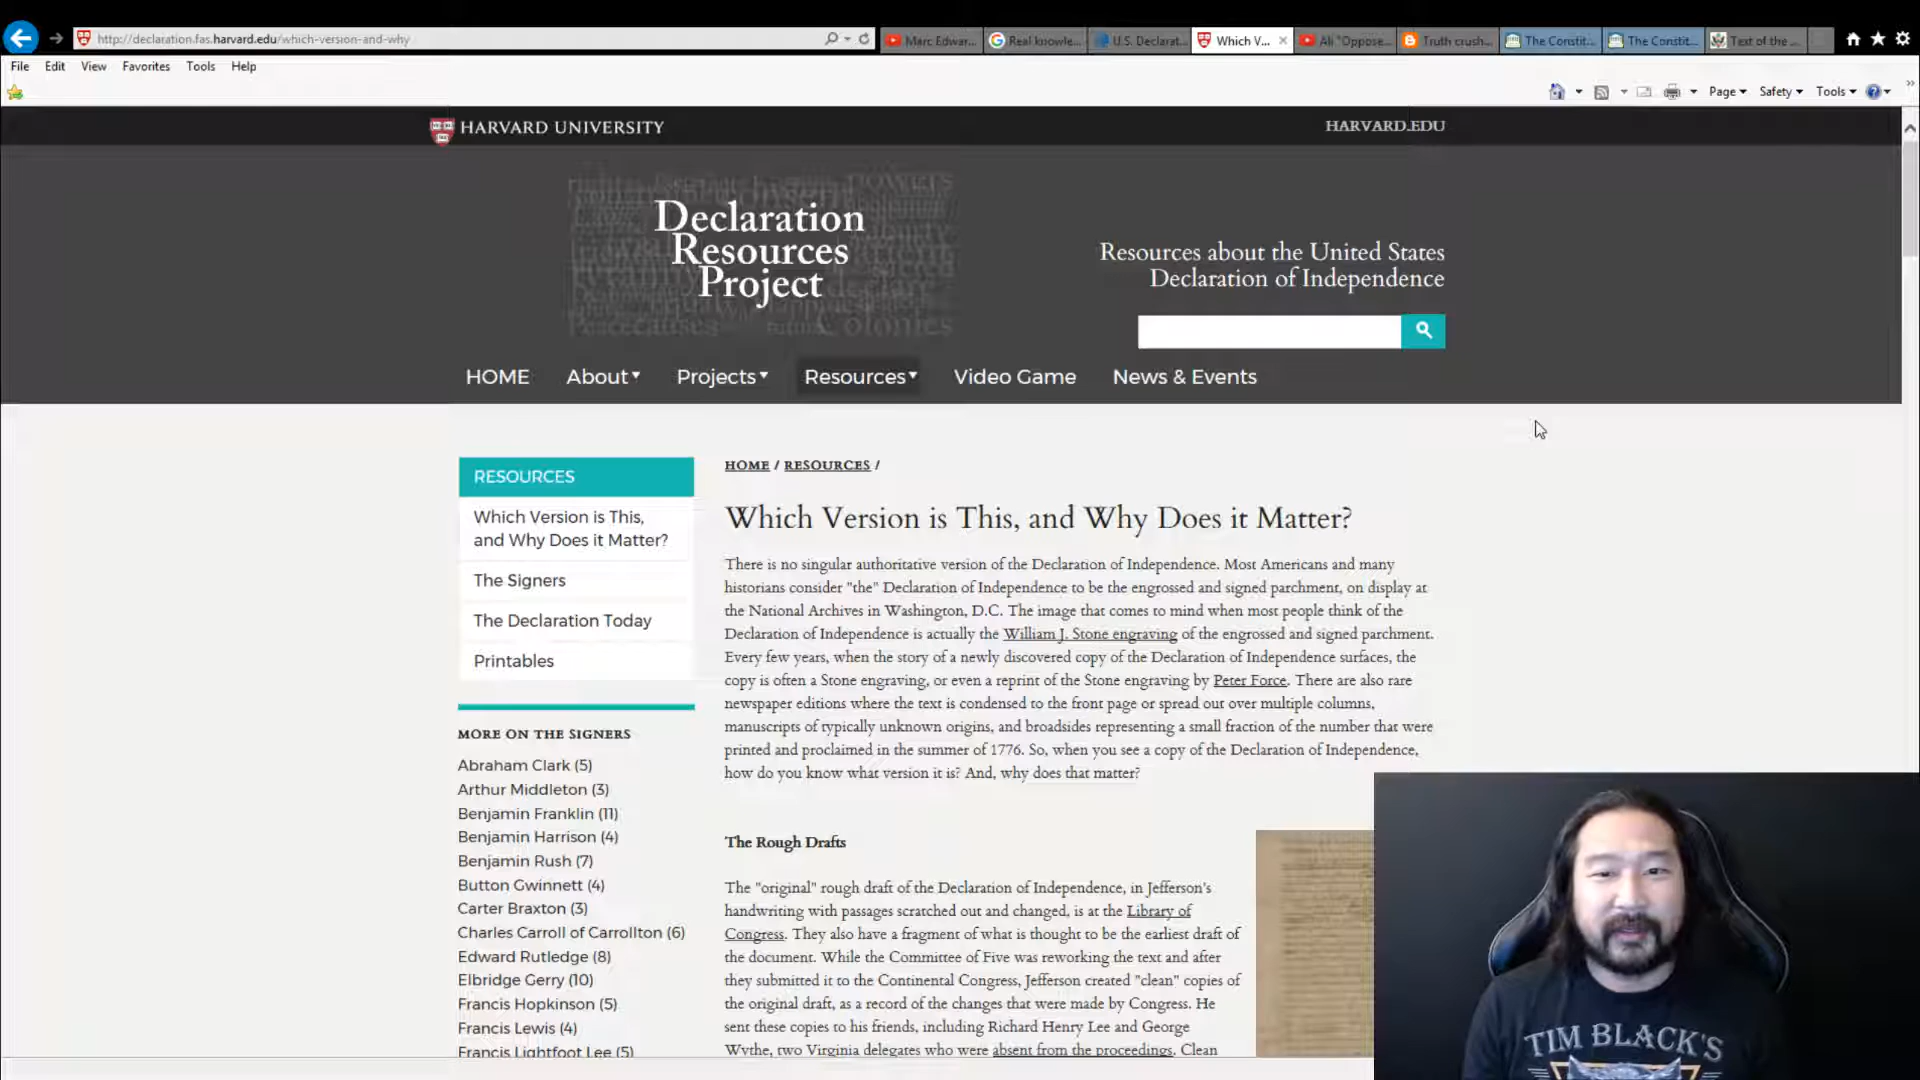 http://declaration.fas.harvard.edu/which-version-and-why
Marc Edwar...
Real knowle...
U.S. Declarat...
Which V...
Ali "Oppose...
Truth crush...
The Constit...
The Constit...
Text of the ...
File Edit View Favorites Tools Help
Page Safety Tools
HARVARD UNIVERSITY
HARVARD.EDU
Declaration
Resources
Project
Resources about the United States
Declaration of Independence
HOME About Projects Resources Video Game News & Events
RESOURCES
Which Version is This,
and Why Does it Matter?
The Signers
The Declaration Today
Printables
MORE ON THE SIGNERS
Abraham Clark (5)
Arthur Middleton (3)
Benjamin Franklin (11)
Benjamin Harrison (4)
Benjamin Rush (7)
Button Gwinnett (4)
Carter Braxton (3)
Charles Carroll of Carrollton (6)
Edward Rutledge (8)
Elbridge Gerry (10)
Francis Hopkinson (5)
Francis Lewis (4)
Francis Lightfoot Lee (5)
HOME / RESOURCES /
Which Version is This, and Why Does it Matter?
There is no singular authoritative version of the Declaration of Independence. Most Americans and many
historians consider "the" Declaration of Independence to be the engrossed and signed parchment, on display at
the National Archives in Washington, D.C. The image that comes to mind when most people think of the
Declaration of Independence is actually the William J. Stone engraving of the engrossed and signed parchment.
Every few years, when the story of a newly discovered copy of the Declaration of Independence surfaces, the
copy is often a Stone engraving, or even a reprint of the Stone engraving by Peter Force. There are also rare
newspaper editions where the text is condensed to the front page or spread out over multiple columns,
manuscripts of typically unknown origins, and broadsides representing a small fraction of the number that were
printed and proclaimed in the summer of 1776. So, when you see a copy of the Declaration of Independence,
how do you know what version it is? And, why does that matter?
The Rough Drafts
The "original" rough draft of the Declaration of Independence, in Jefferson's
handwriting with passages scratched out and changed, is at the Library of
Congress. They also have a fragment of what is thought to be the earliest draft of
the document. While the Committee of Five was reworking the text and after
they submitted it to the Continental Congress, Jefferson created "clean" copies of
the original draft, as a record of the changes that were made by Congress. He
sent these copies to his friends, including Richard Henry Lee and George
Wythe, two Virginia delegates who were absent from the proceedings. Clean
TIM BLACK'S